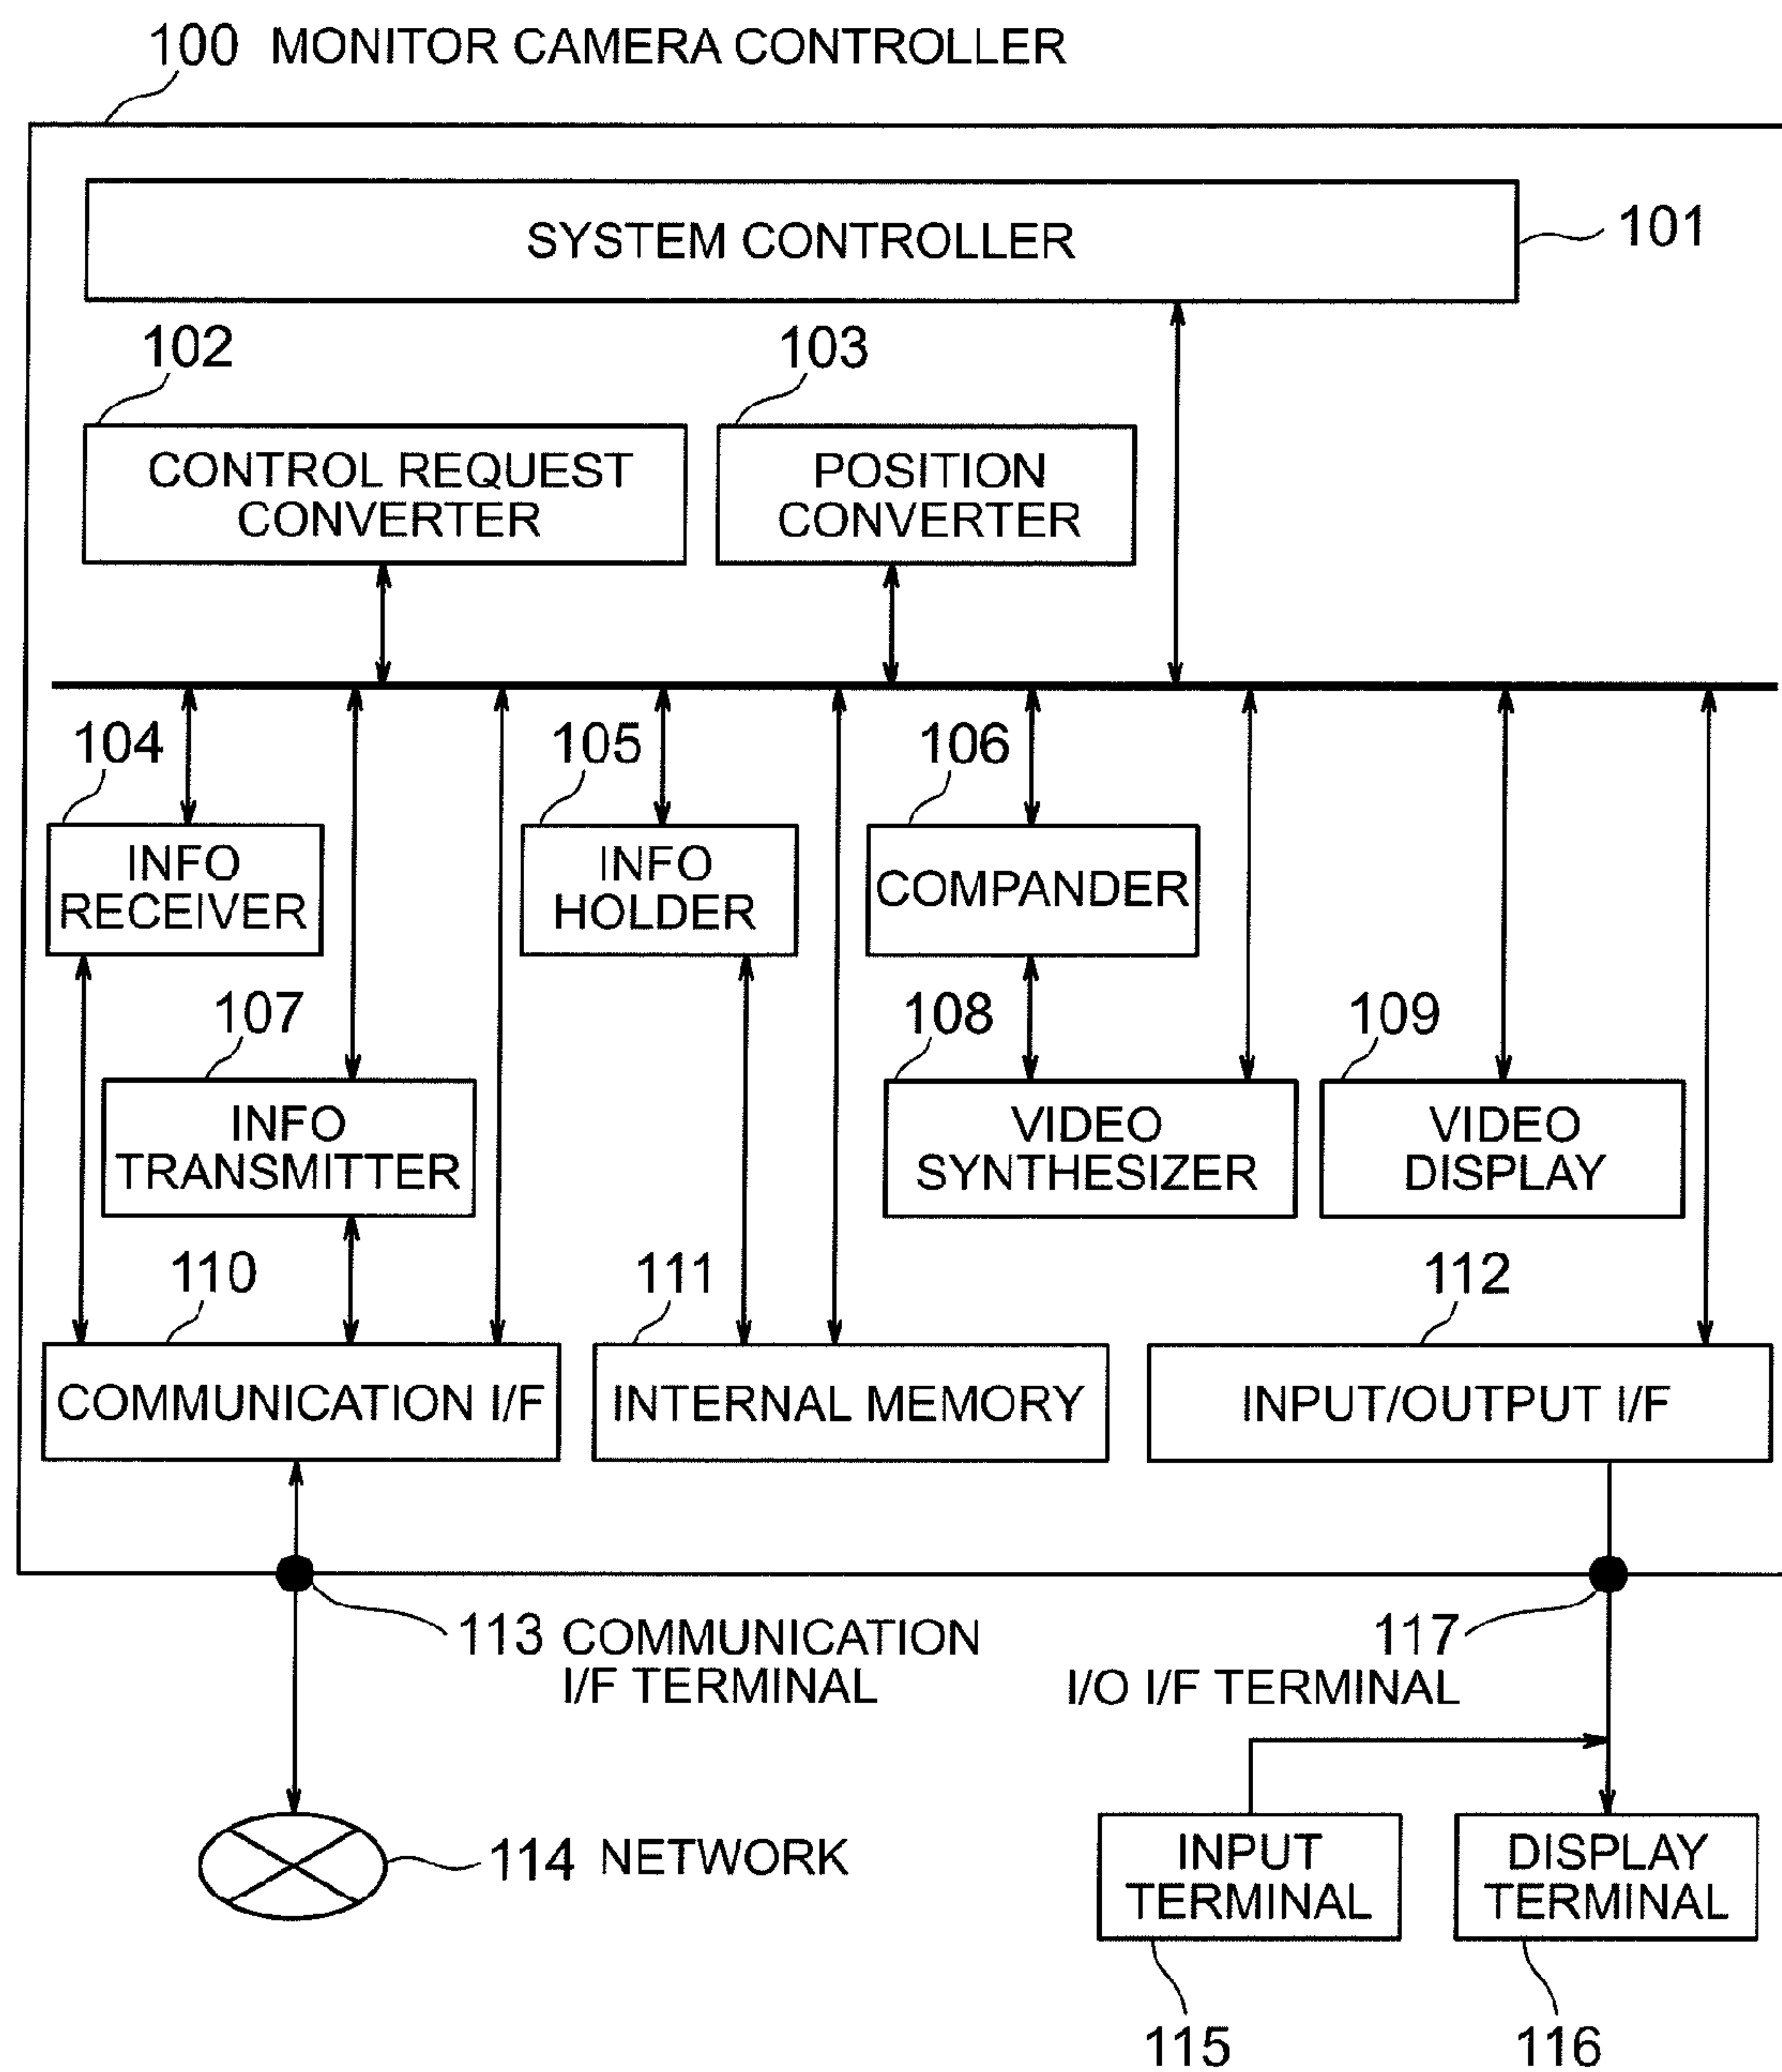 100 MONITOR CAMERA CONTROLLER
SYSTEM CONTROLLER
101
102
103
CONTROL REQUEST
CONVERTER
POSITION
CONVERTER
104
105
106
INFO
RECEIVER
INFO
HOLDER
COMPANDER
107
108
109
INFO
TRANSMITTER
VIDEO
SYNTHESIZER
VIDEO
DISPLAY
110
111
112
COMMUNICATION I/F
INTERNAL MEMORY
INPUT/OUTPUT I/F
113 COMMUNICATION
I/F TERMINAL
117
I/O I/F TERMINAL
114 NETWORK
INPUT
TERMINAL
DISPLAY
TERMINAL
115
116